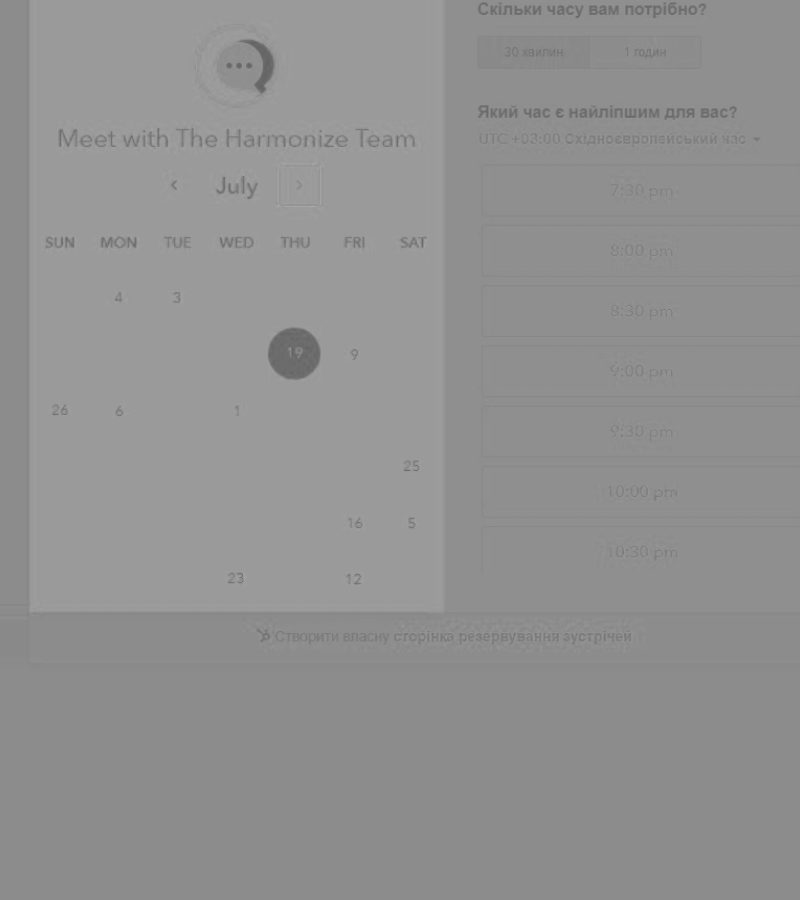 Meet with The Harmonize Team
July
SUN MON TUE WED THU FRI SAT
4 3
19 9
26 6 1
25
16 5
23 12
Скільки часу вам потрібно?
30 хвилин 1 годин
Який час є найліпшим для вас?
UTC +03:00 Східноєвропейський час
7:30 pm
8:00 pm
8:30 pm
9:00 pm
9:30 pm
10:00 pm
10:30 pm
Створити власну сторінка резервування зустрічей